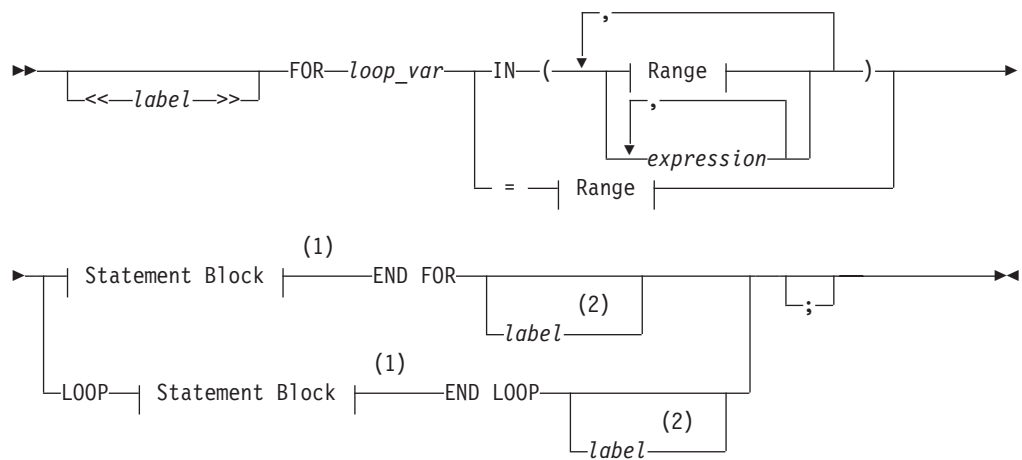 ,
<< label >> FOR loop_var IN ( Range )
,
expression
= Range
(1)
Statement Block END FOR
(2)
label ;
(1)
LOOP Statement Block END LOOP
(2)
label